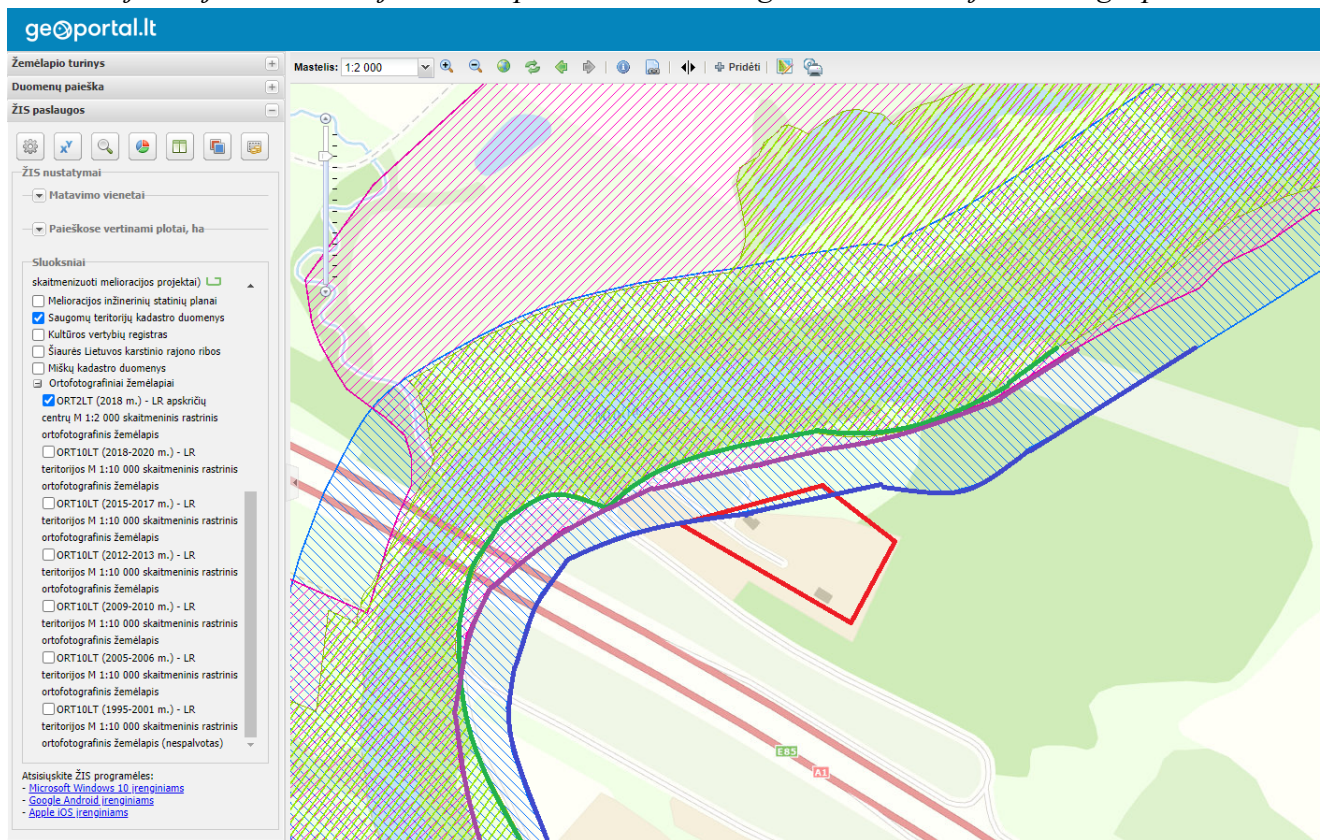 geoportal.lt
Žemėlapio turinys
Duomenų paieška
ŽIS paslaugos
ŽIS nustatymai
Matavimo vienetai
Paieškose vertinami plotai, ha
Sluoksniai
skaitmenizuoti melioracijos projektai)
Melioracijos inžinerinių statinių planai
Saugomų teritorijų kadastro duomenys
Kultūros vertybių registras
Šiaurės Lietuvos karstinio rajono ribos
Miškų kadastro duomenys
Ortofotografiniai žemėlapiai
ORT2LT (2018 m.) - LR apskričių
centrų M 1:2 000 skaitmeninis rastrinis
ortofotografinis žemėlapis
ORT10LT (2018-2020 m.) - LR
teritorijos M 1:10 000 skaitmeninis rastrinis
ortofotografinis žemėlapis
ORT10LT (2015-2017 m.) - LR
teritorijos M 1:10 000 skaitmeninis rastrinis
ortofotografinis žemėlapis
ORT10LT (2012-2013 m.) - LR
teritorijos M 1:10 000 skaitmeninis rastrinis
ortofotografinis žemėlapis
ORT10LT (2009-2010 m.) - LR
teritorijos M 1:10 000 skaitmeninis rastrinis
ortofotografinis žemėlapis
ORT10LT (2005-2006 m.) - LR
teritorijos M 1:10 000 skaitmeninis rastrinis
ortofotografinis žemėlapis
ORT10LT (1995-2001 m.) - LR
teritorijos M 1:10 000 skaitmeninis rastrinis
ortofotografinis žemėlapis (nespalvotas)
Atsisiųskite ŽIS programėles:
- Microsoft Windows 10 įrenginiams
- Google Android įrenginiams
- Apple iOS įrenginiams
Mastelis: 1:2 000
Pridėti
E85
A1